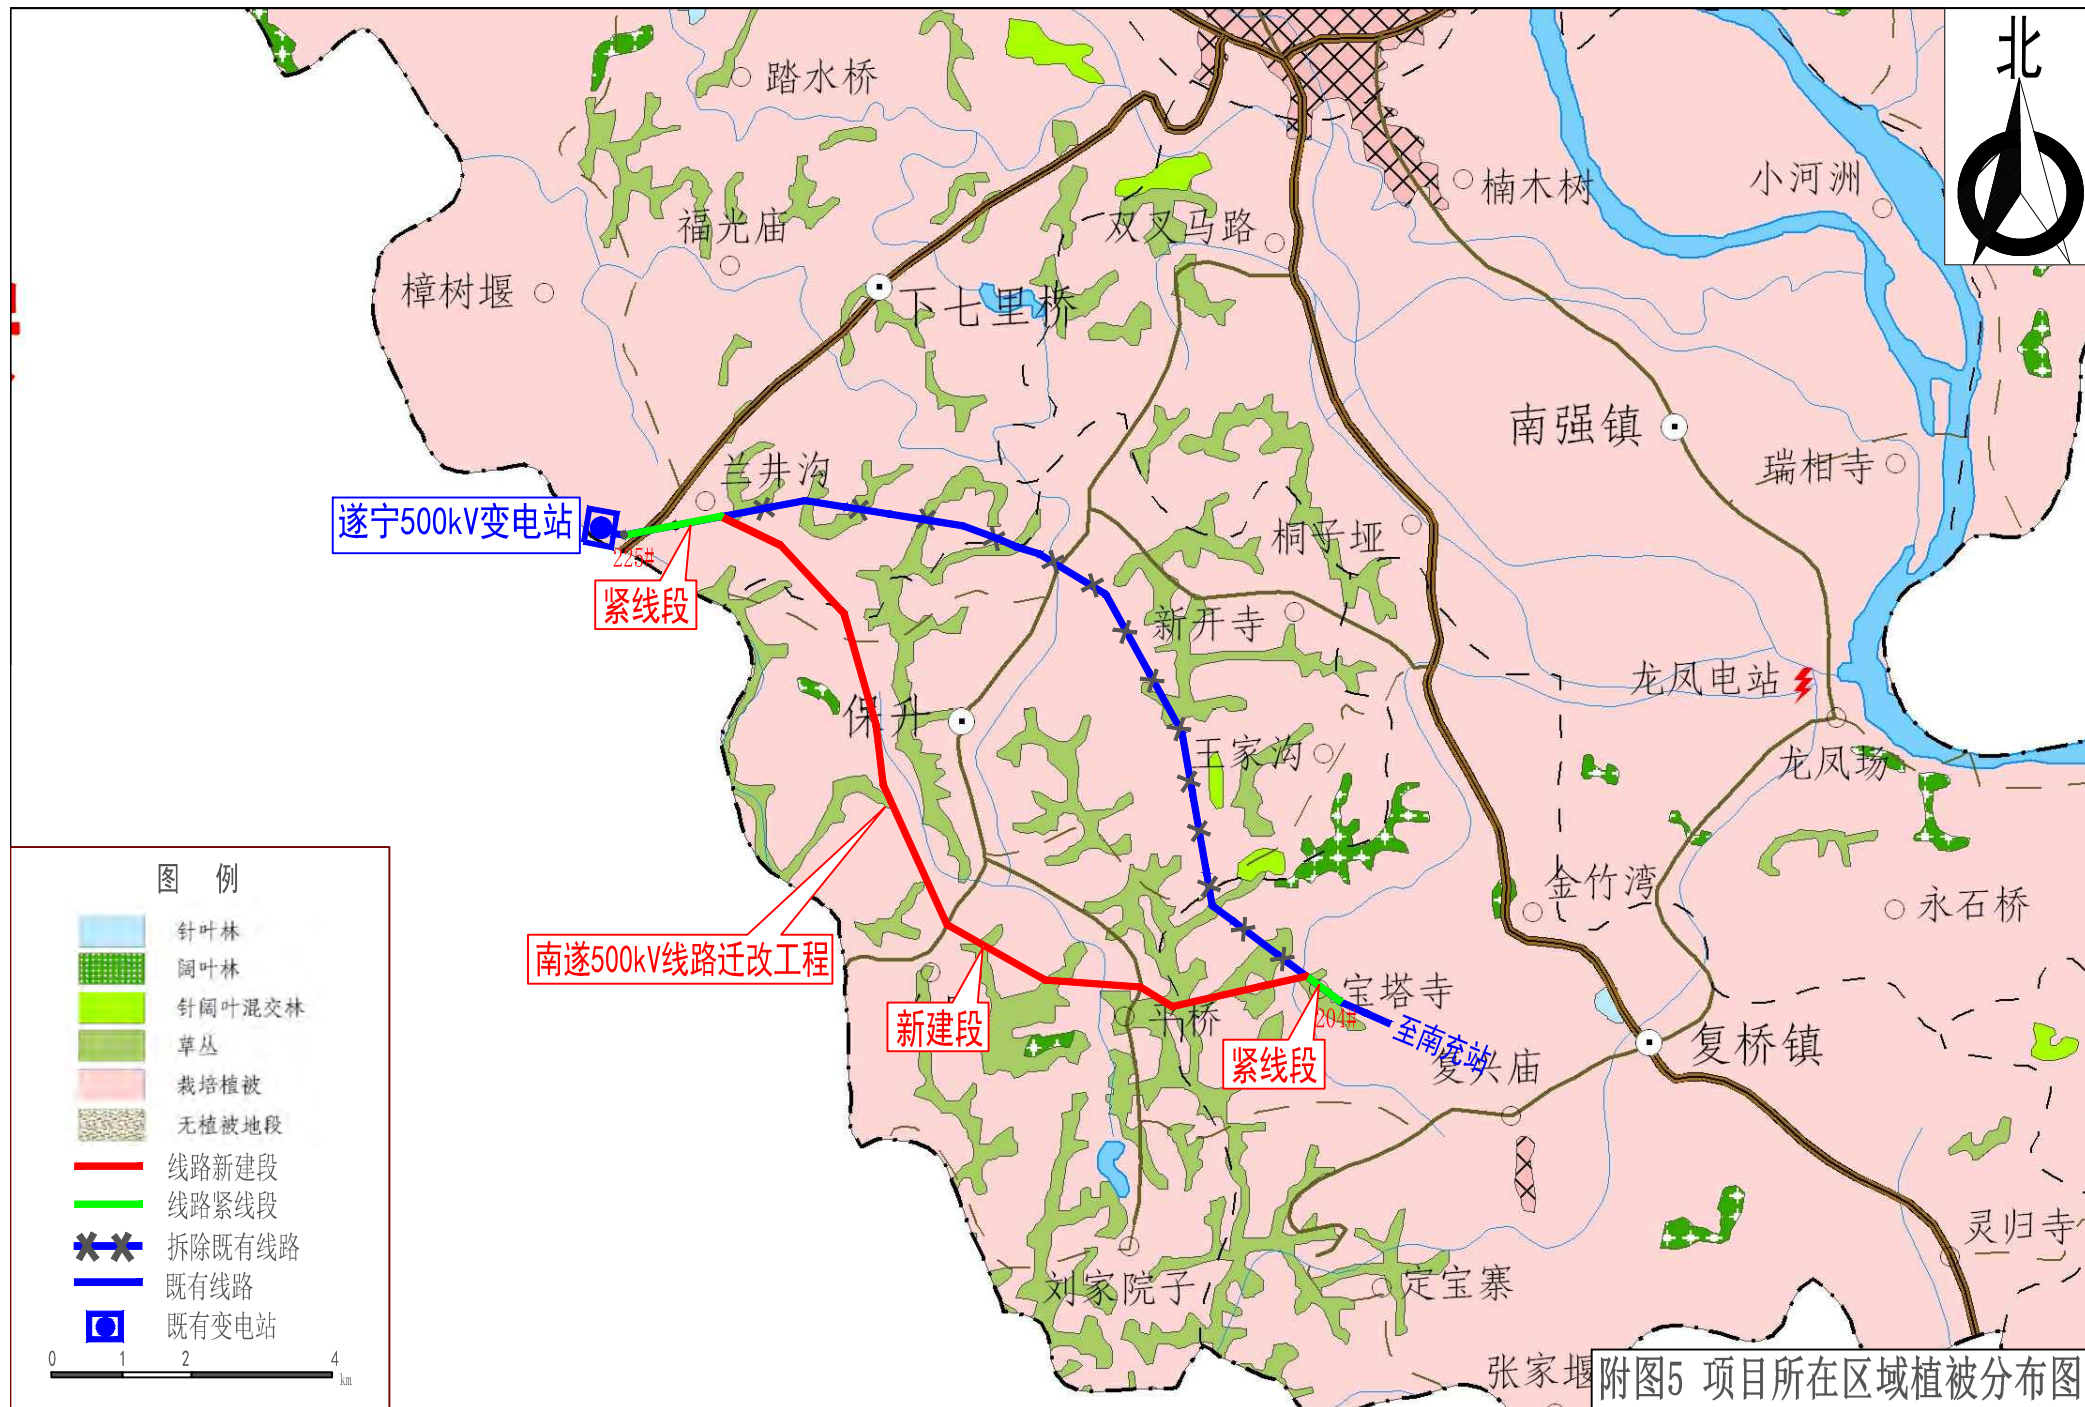 北
踏水桥
楠木树
小河洲
福光庙
双叉马路
樟树堰
下七里桥
南强镇
瑞相寺
兰井沟
遂宁500kV变电站
桐子垭
225#
紧线段
新开寺
龙凤电站
保升
王家沟
龙凤场
金竹湾
永石桥
南遂500kV线路迁改工程
新建段
宝塔寺
平桥
204#
至南充站
紧线段
复兴庙
复桥镇
灵归寺
刘家院子
定宝寨
张家堰
图 例
针叶林
阔叶林
针阔叶混交林
草丛
栽培植被
无植被地段
线路新建段
线路紧线段
拆除既有线路
既有线路
既有变电站
0 1 2 4
km
附图5 项目所在区域植被分布图